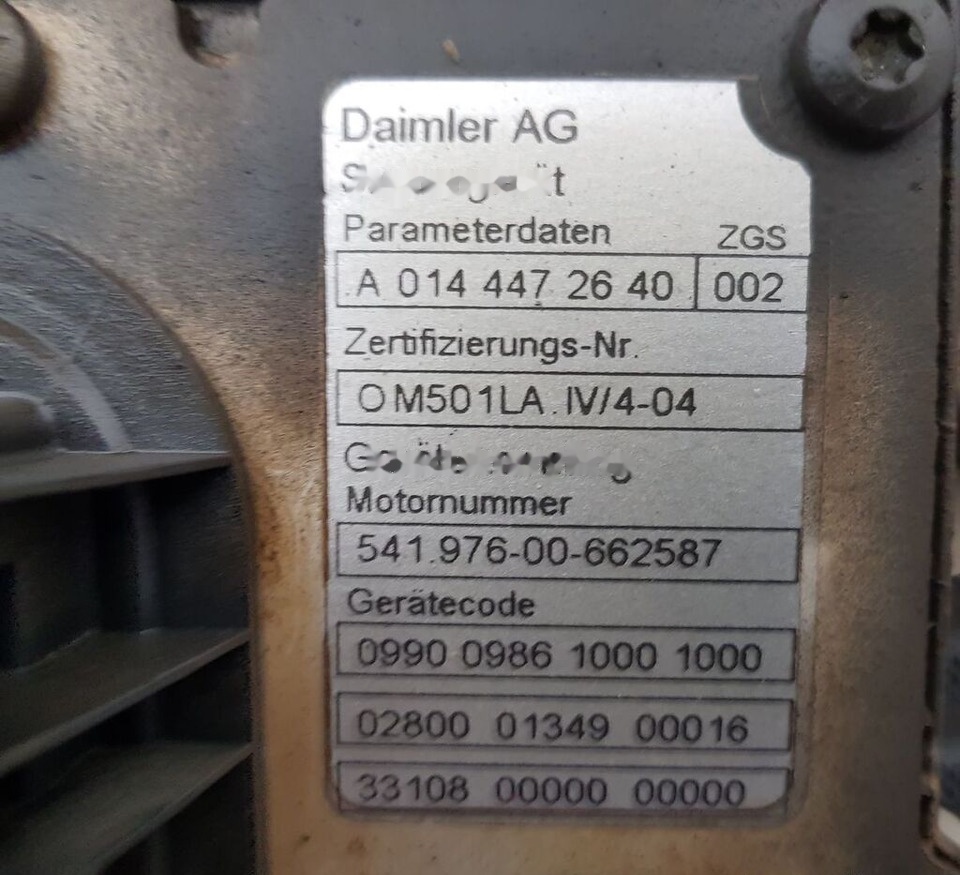 Daimler AG
Parameterdaten ZGS
A 014 447 26 40 002
Zertifizierungs-Nr.
OM501LA.IV/4-04
Motornummer
541.976-00-662587
Gerätecode
0990 0986 1000 1000
02800 01349 00016
33108 00000 00000